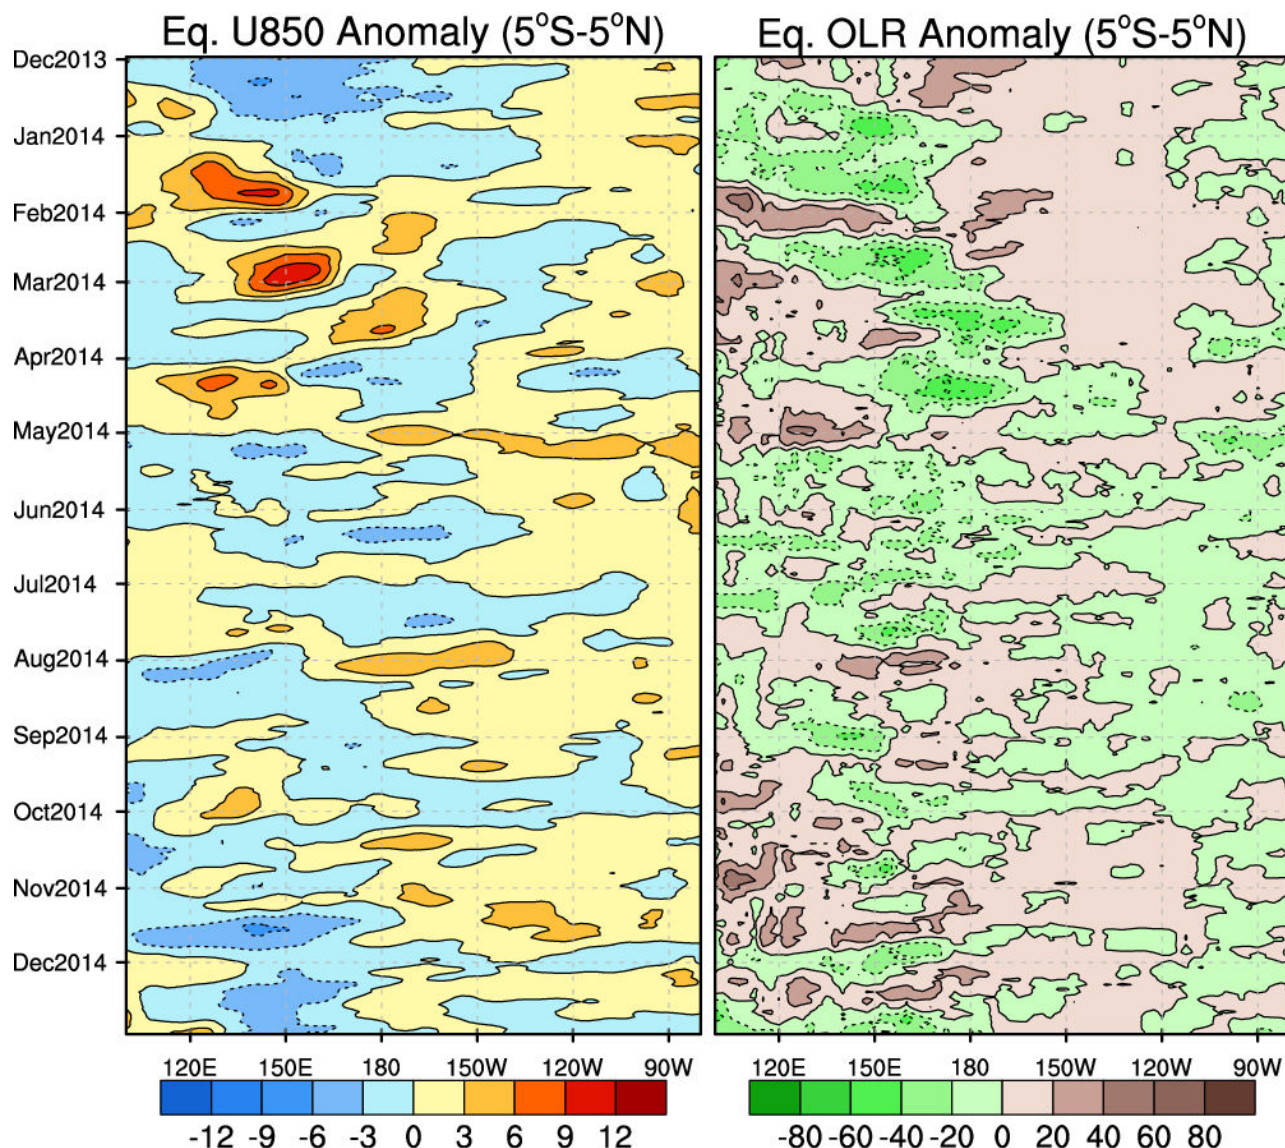 Eq. U850 Anomaly (5°S-5°N)
Eq. OLR Anomaly (5°S-5°N)
Dec2013
Jan2014
Feb2014
Mar2014
Apr2014
May2014
Jun2014
Jul2014
Aug2014
Sep2014
Oct2014
Nov2014
Dec2014
120E 150E 180 150W 120W 90W
120E 150E 180 150W 120W 90W
-12 -9 -6 -3 0 3 6 9 12
-80 -60 -40 -20 0 20 40 60 80